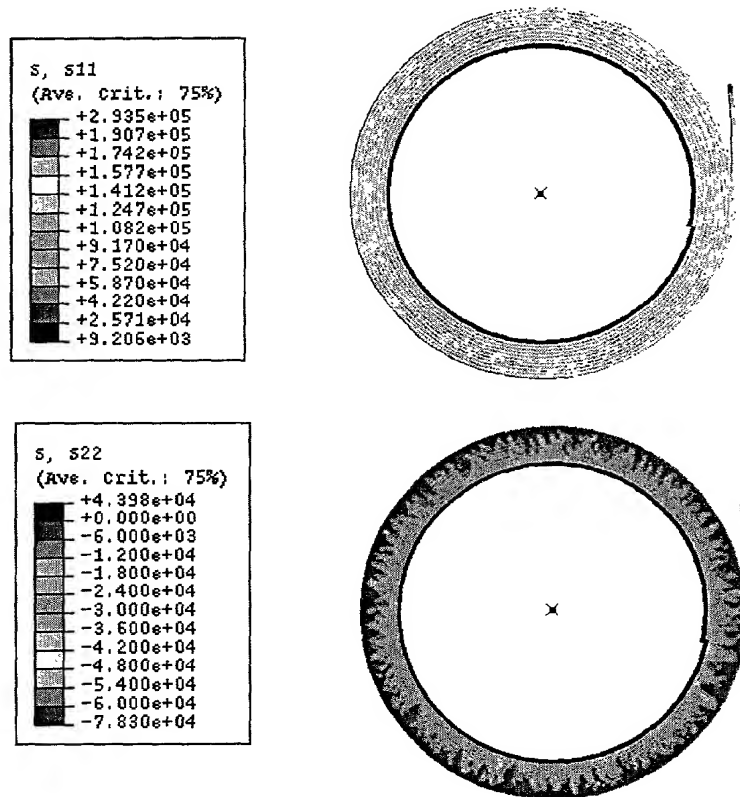 S, S11
(Ave. Crit.: 75%)
+2.935e+05
+1.907e+05
+1.742e+05
+1.577e+05
+1.412e+05
+1.247e+05
+1.082e+05
+9.170e+04
+7.520e+04
+5.870e+04
+4.220e+04
+2.571e+04
+9.206e+03
S, S22
(Ave. Crit.: 75%)
+4.398e+04
+0.000e+00
-6.000e+03
-1.200e+04
-1.800e+04
-2.400e+04
-3.000e+04
-3.600e+04
-4.200e+04
-4.800e+04
-5.400e+04
-6.000e+04
-7.830e+04